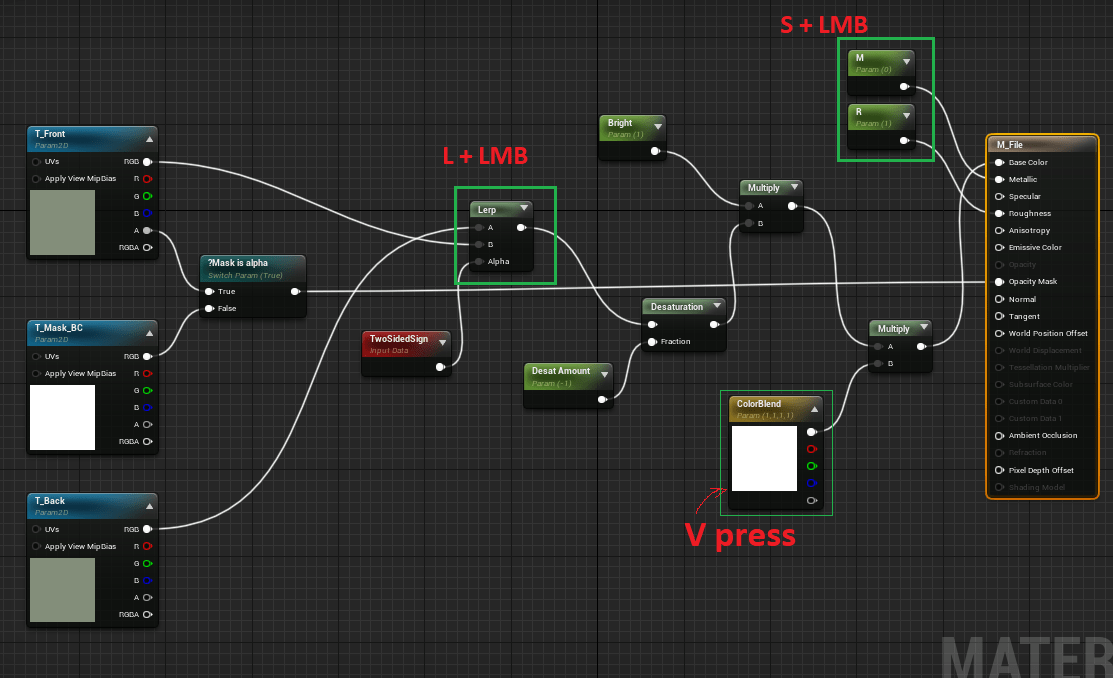 S + LMB
M
Param (0)
R
Param (1)
L + LMB
T_Front
Param2D
UVs
RGB
Apply View MipBias
R
G
B
A
RGBA
?Mask is alpha
Switch Param (True)
True
False
T_Mask_BC
Param2D
UVs
RGB
Apply View MipBias
R
G
B
A
RGBA
T_Back
Param2D
UVs
RGB
Apply View MipBias
R
G
B
A
RGBA
Lerp
A
B
Alpha
TwoSidedSign
Input Data
Bright
Param (1)
Desaturation
Fraction
Desat Amount
Param (-1)
Multiply
A
B
ColorBlend
Param (1,1,1,1)
V press
Multiply
A
B
M_File
Base Color
Metallic
Specular
Roughness
Anisotropy
Emissive Color
Opacity
Opacity Mask
Normal
Tangent
World Position Offset
World Displacement
Tessellation Multiplier
Subsurface Color
Custom Data 0
Custom Data 1
Ambient Occlusion
Refraction
Pixel Depth Offset
Shading Model
MATER